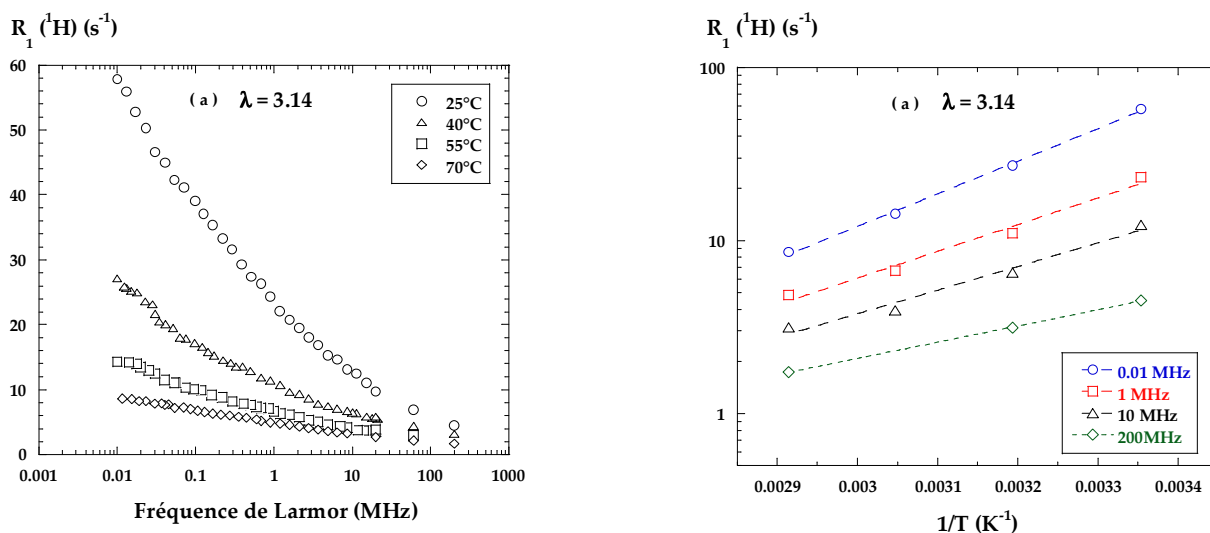 R1 (1H) (s-1)
60
50
40
30
20
10
0
0.001 0.01 0.1 1 10 100 1000
( a ) λ = 3.14
25°C
40°C
55°C
70°C
Fréquence de Larmor (MHz)
R1 (1H) (s-1)
100
10
1
0.0029 0.003 0.0031 0.0032 0.0033 0.0034
(a) λ = 3.14
0.01 MHz
1 MHz
10 MHz
200MHz
1/T (K-1)